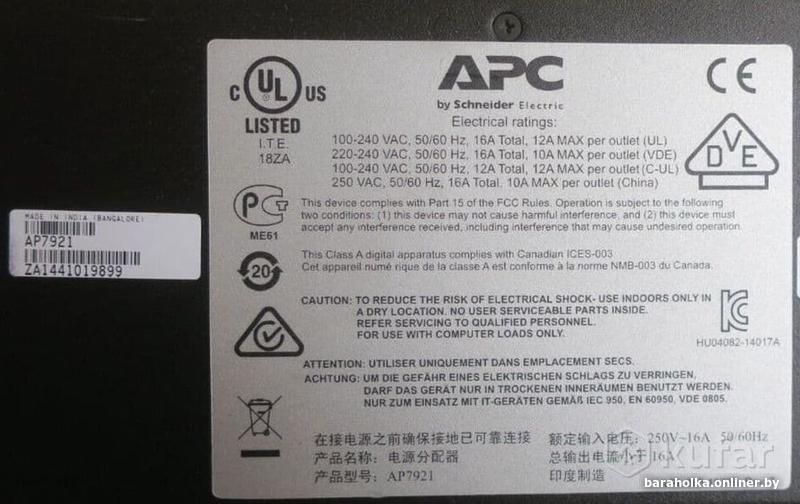 MADE IN INDIA (BANGALORE)
AP7921
ZA1441019899
C UL US
LISTED
I.T.E.
18ZA
APC
by Schneider Electric
CE
Electrical ratings:
100-240 VAC, 50/60 Hz, 16A Total, 12A MAX per outlet (UL)
220-240 VAC, 50/60 Hz, 16A Total, 10A MAX per outlet (VDE)
100-240 VAC, 50/60 Hz, 12A Total, 12A MAX per outlet (C-UL)
250 VAC, 50/60 Hz, 16A Total. 10A MAX per outlet (China)
DVE
PCT
ME61
This device complies with Part 15 of the FCC Rules. Operation is subject to the following
two conditions: (1) this device may not cause harmful interference, and (2) this device must
accept any interference received, including interference that may cause undesired operation.
20
This Class A digital apparatus complies with Canadian ICES-003
Cet appareil numé rique de la classe A est conforme à la norme NMB-003 du Canada.
CAUTION: TO REDUCE THE RISK OF ELECTRICAL SHOCK- USE INDOORS ONLY IN
A DRY LOCATION. NO USER SERVICEABLE PARTS INSIDE.
REFER SERVICING TO QUALIFIED PERSONNEL.
FOR USE WITH COMPUTER LOADS ONLY.
HU04082-14017A
ATTENTION: UTILISER UNIQUEMENT DANS EMPLACEMENT SECS.
ACHTUNG: UM DIE GEFÄHR EINES ELEKTRISCHEN SCHLAGS ZU VERRINGEN,
DARF DAS GERÄT NUR IN TROCKENEN INNERÄUMEN BENUTZT WERDEN
NUR ZUM EINSATZ MIT IT-GERÄTEN GEMÄß IEC 950, EN 60950, VDE 0805.
在接电源之前确保接地已可靠连接 额定输入电压: 250V~16A 50/60Hz
产品名称: 电源分配器 总输出电流小于16A
产品型号: AP7921 印度制造
kufar
baraholka.onliner.by